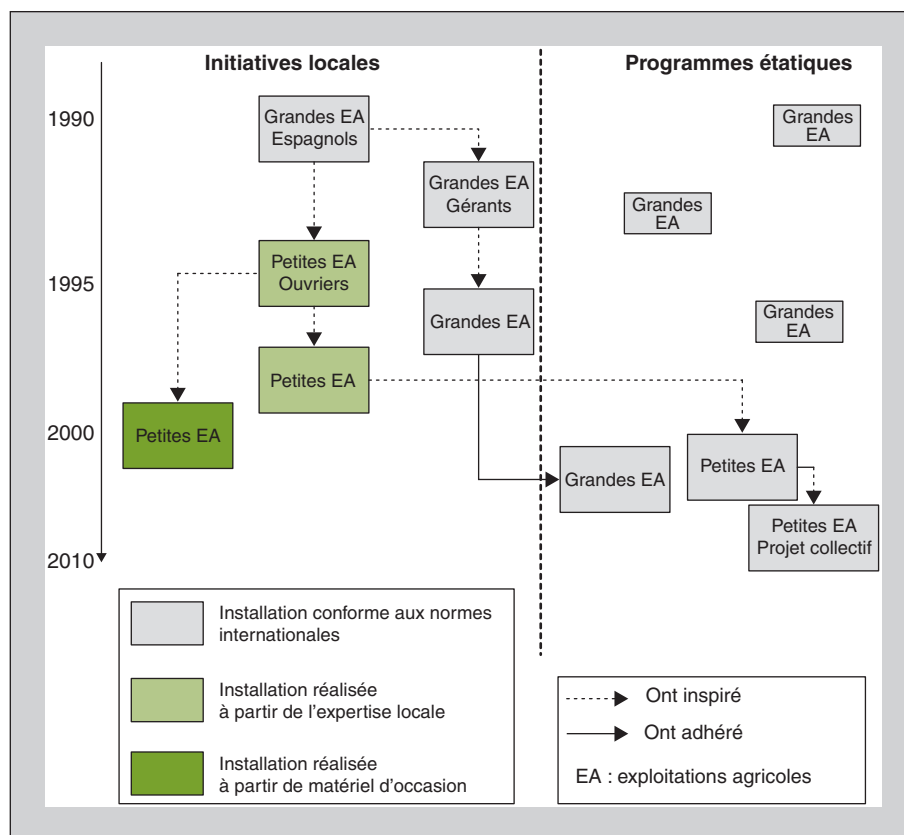 Initiatives locales
Programmes étatiques
1990
1995
2000
2010
Grandes EA
Espagnols
Grandes EA
Gérants
Petites EA
Ouvriers
Grandes EA
Petites EA
Petites EA
Grandes
EA
Grandes
EA
Grandes
EA
Grandes EA
Petites EA
Petites EA
Projet collectif
Installation conforme aux normes
internationales
Installation réalisée
à partir de l'expertise locale
Installation réalisée
à partir de matériel d'occasion
Ont inspiré
Ont adhéré
EA : exploitations agricoles